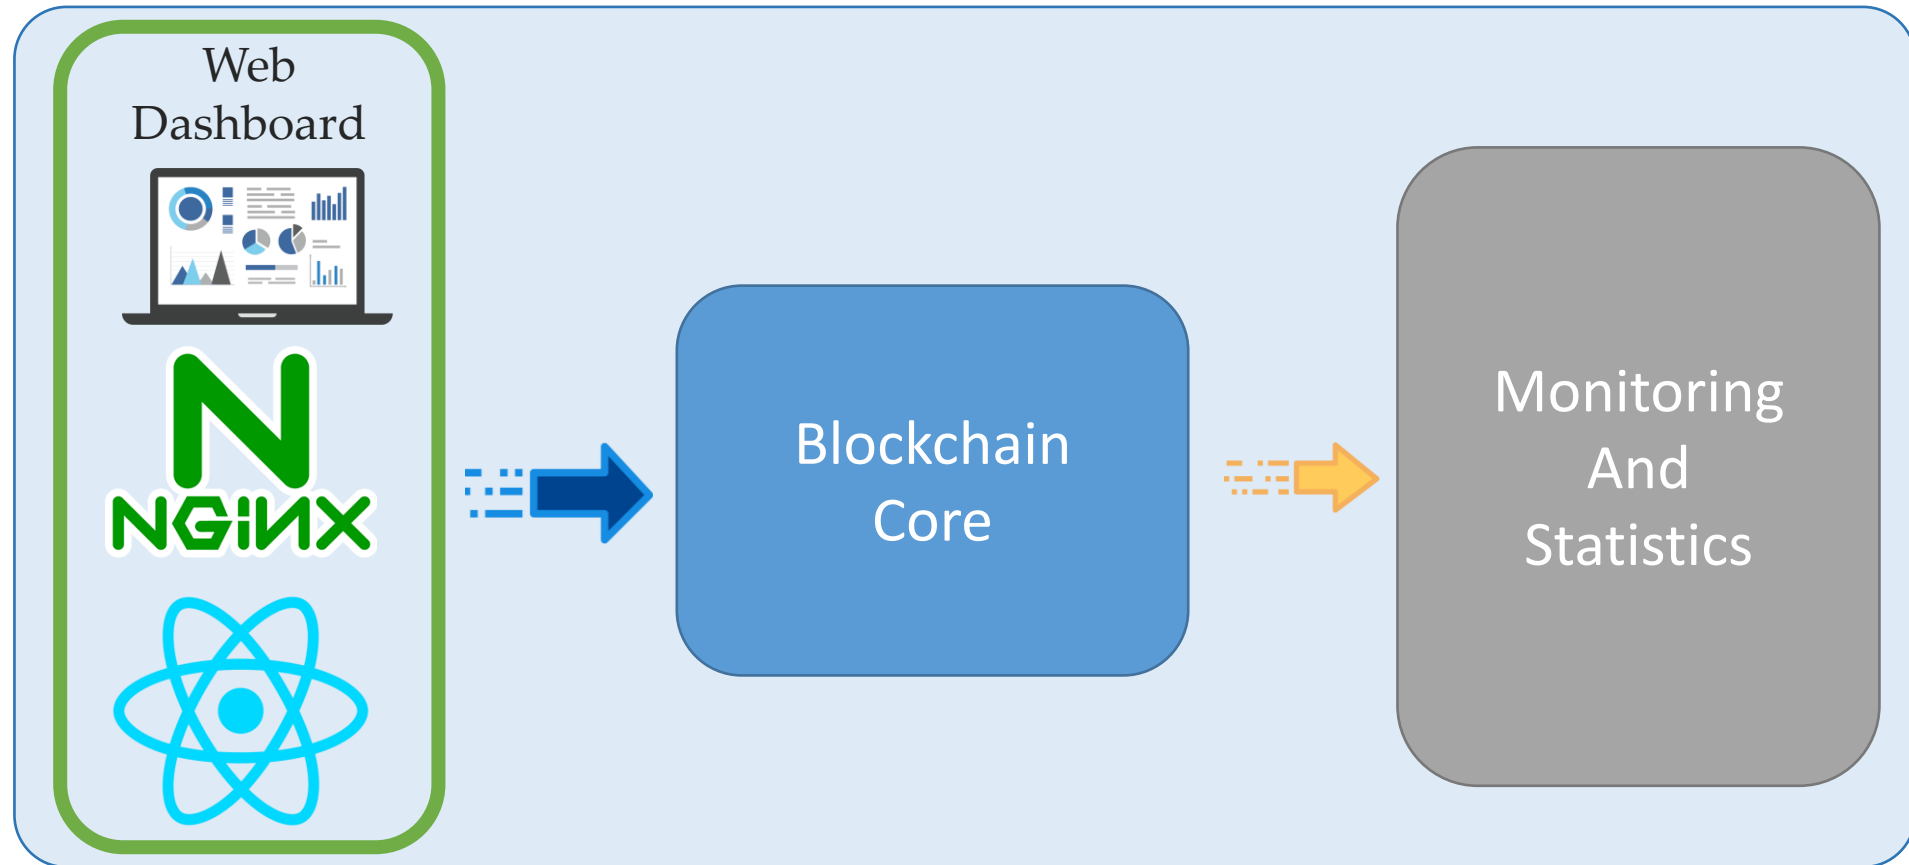 Web
Dashboard
NGiNX
Blockchain
Core
Monitoring
And
Statistics